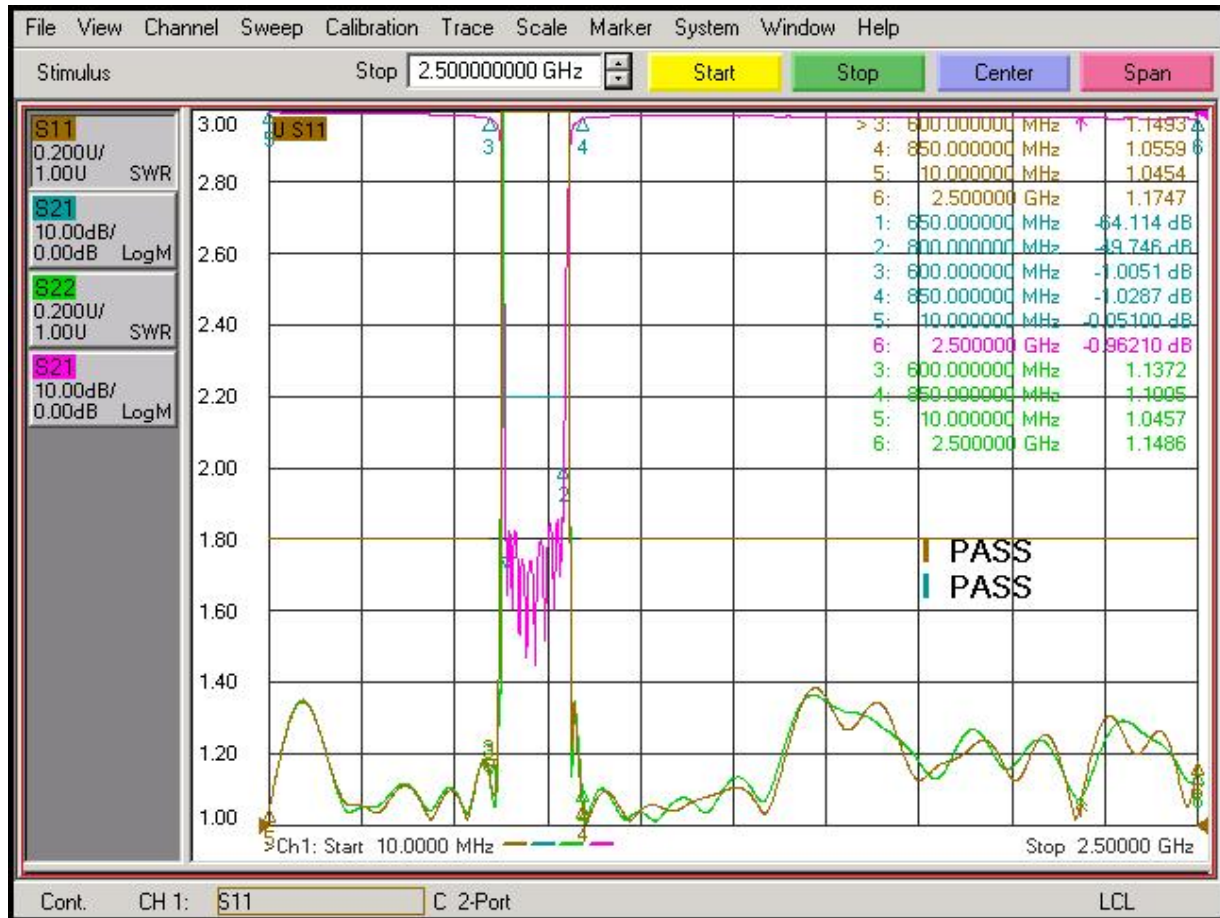 File View Channel Sweep Calibration Trace Scale Marker System Window Help
Stimulus Stop 2.500000000 GHz Start Stop Center Span
S11
0.200U/
1.00U SWR
S21
10.00dB/
0.00dB LogM
S22
0.200U/
1.00U SWR
S21
10.00dB/
0.00dB LogM
3.00
2.80
2.60
2.40
2.20
2.00
1.80
1.60
1.40
1.20
1.00
U S11
3
4
6
2
> 3: 600.000000 MHz 1.1493
4: 850.000000 MHz 1.0559
5: 10.000000 MHz 1.0454
6: 2.500000 GHz 1.1747
1: 650.000000 MHz -64.114 dB
2: 800.000000 MHz -49.746 dB
3: 600.000000 MHz -1.0051 dB
4: 850.000000 MHz -1.0287 dB
5: 10.000000 MHz -0.05100 dB
6: 2.500000 GHz -0.96210 dB
3: 600.000000 MHz 1.1372
4: 850.000000 MHz 1.1005
5: 10.000000 MHz 1.0457
6: 2.500000 GHz 1.1486
PASS
PASS
5
4
>Ch1: Start 10.0000 MHz Stop 2.50000 GHz
Cont. CH 1: S11 C 2-Port LCL